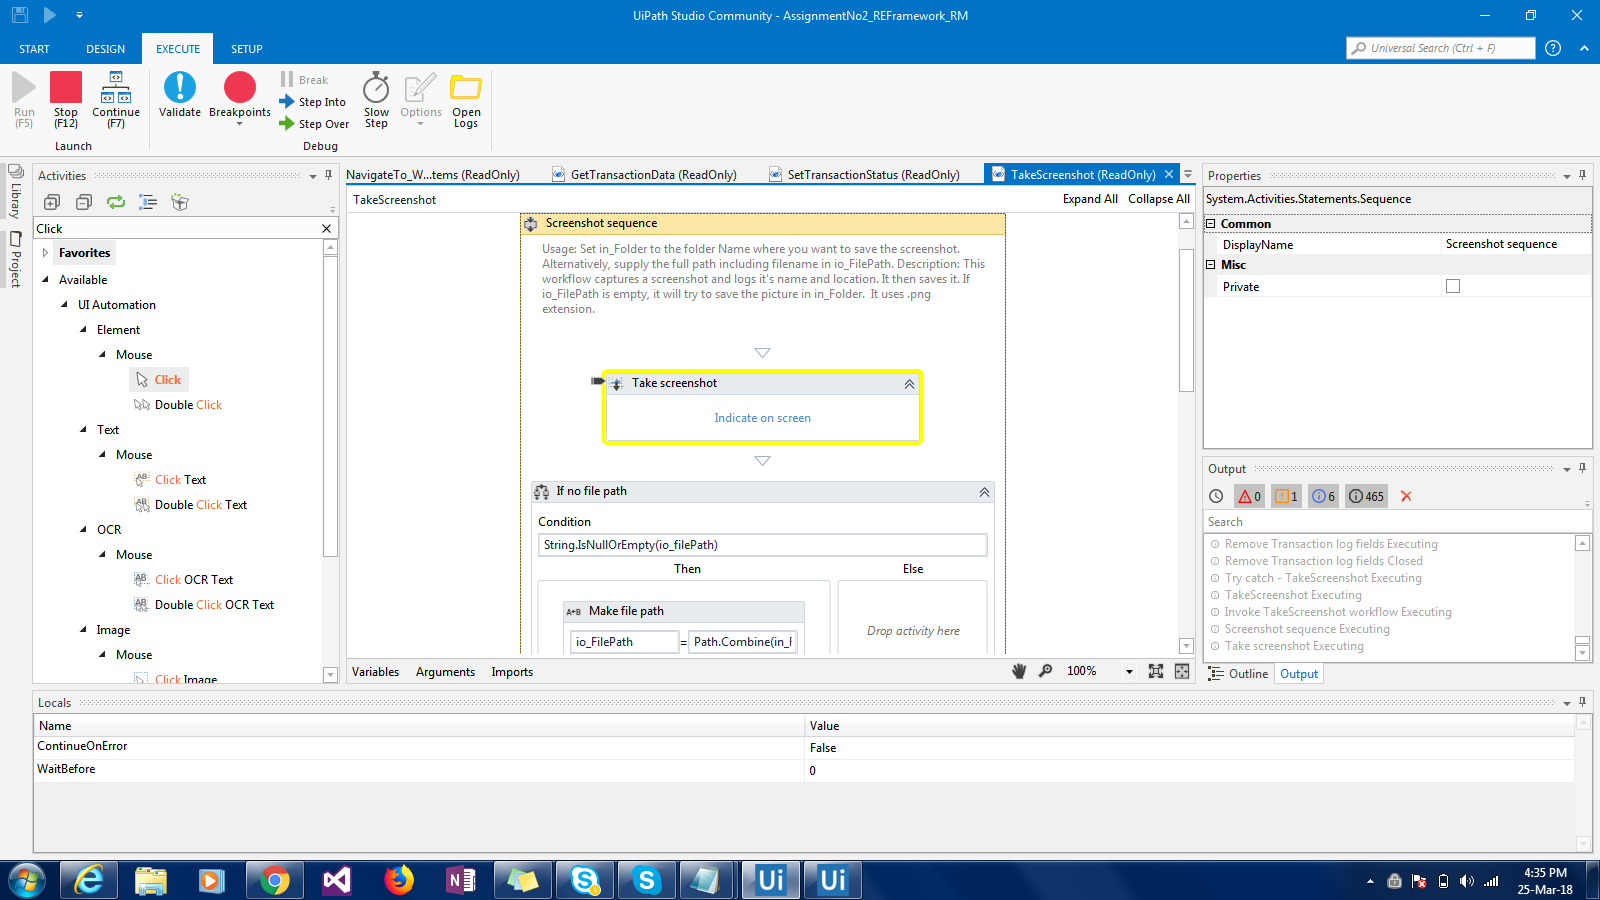 UiPath Studio Community - AssignmentNo2_REFramework_RM
START
DESIGN
EXECUTE
SETUP
Universal Search (Ctrl + F)
Run
(F5)
Stop
(F12)
Continue
(F7)
Launch
Validate
Breakpoints
Break
Step Into
Step Over
Slow
Step
Options
Open
Logs
Debug
Library
Project
Activities
Click
Favorites
Available
UI Automation
Element
Mouse
Click
Double Click
Text
Mouse
Click Text
Double Click Text
OCR
Mouse
Click OCR Text
Double Click OCR Text
Image
Mouse
Click Image
NavigateTo_W...tems (ReadOnly)
GetTransactionData (ReadOnly)
SetTransactionStatus (ReadOnly)
TakeScreenshot (ReadOnly)
TakeScreenshot
Expand All
Collapse All
Screenshot sequence
Usage: Set in_Folder to the folder Name where you want to save the screenshot.
Alternatively, supply the full path including filename in io_FilePath. Description: This
workflow captures a screenshot and logs it's name and location. It then saves it. If
io_FilePath is empty, it will try to save the picture in in_Folder.  It uses .png
extension.
Take screenshot
Indicate on screen
If no file path
Condition
String.IsNullOrEmpty(io_filePath)
Then
Else
A+B Make file path
io_FilePath = Path.Combine(in_F
Drop activity here
Variables
Arguments
Imports
100%
Properties
System.Activities.Statements.Sequence
Common
DisplayName
Screenshot sequence
Misc
Private
Output
0
1
6
465
Search
Remove Transaction log fields Executing
Remove Transaction log fields Closed
Try catch - TakeScreenshot Executing
TakeScreenshot Executing
Invoke TakeScreenshot workflow Executing
Screenshot sequence Executing
Take screenshot Executing
Outline
Output
Locals
Name
Value
ContinueOnError
False
WaitBefore
0
Ui
Ui
4:35 PM
25-Mar-18